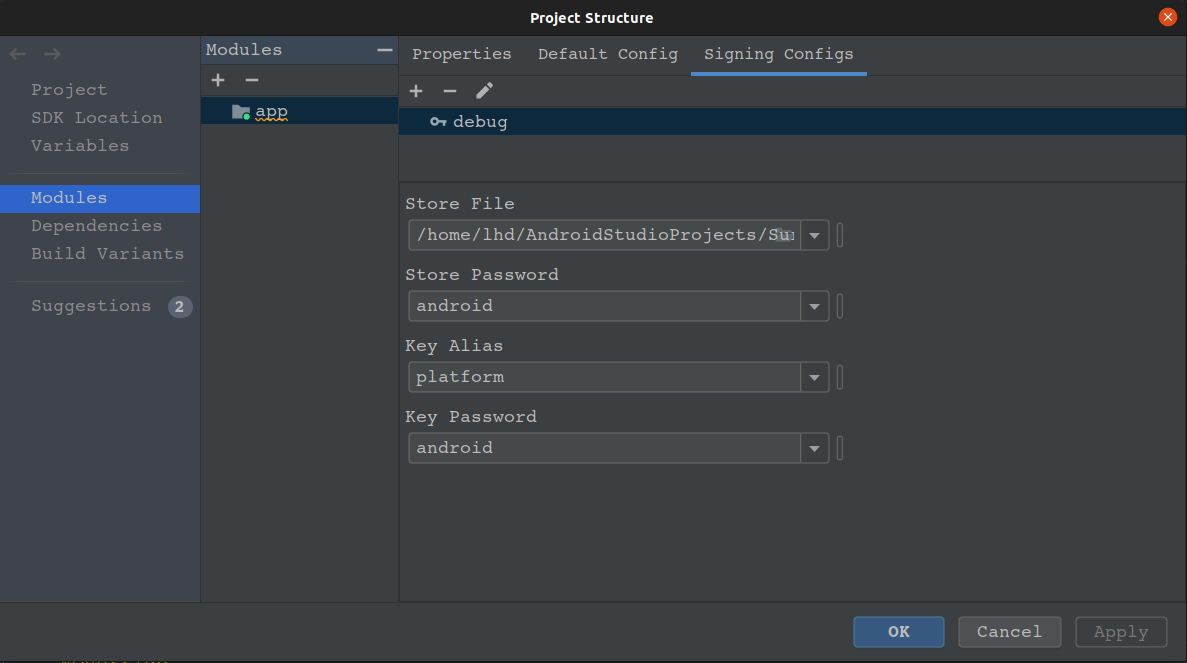 Project Structure
Project
SDK Location
Variables
Modules
Dependencies
Build Variants
Suggestions 2
Modules
app
Properties Default Config Signing Configs
debug
Store File
/home/lhd/AndroidStudioProjects/Su
Store Password
android
Key Alias
platform
Key Password
android
OK Cancel Apply